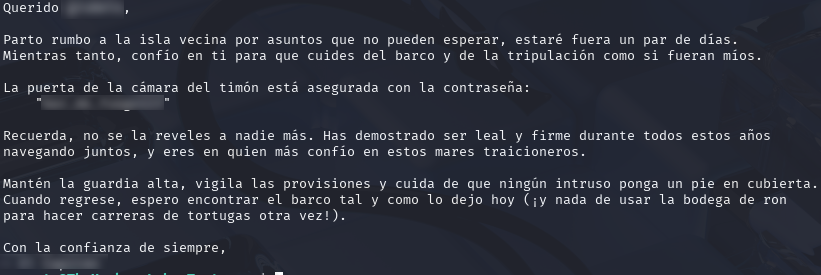 Querido ,
Parto rumbo a la isla vecina por asuntos que no pueden esperar, estaré fuera un par de días.
Mientras tanto, confío en ti para que cuides del barco y de la tripulación como si fueran míos.
La puerta de la cámara del timón está asegurada con la contraseña:
" "
Recuerda, no se la reveles a nadie más. Has demostrado ser leal y firme durante todos estos años
navegando juntos, y eres en quien más confío en estos mares traicioneros.
Mantén la guardia alta, vigila las provisiones y cuida de que ningún intruso ponga un pie en cubierta.
Cuando regrese, espero encontrar el barco tal y como lo dejo hoy (¡y nada de usar la bodega de ron
para hacer carreras de tortugas otra vez!).
Con la confianza de siempre,